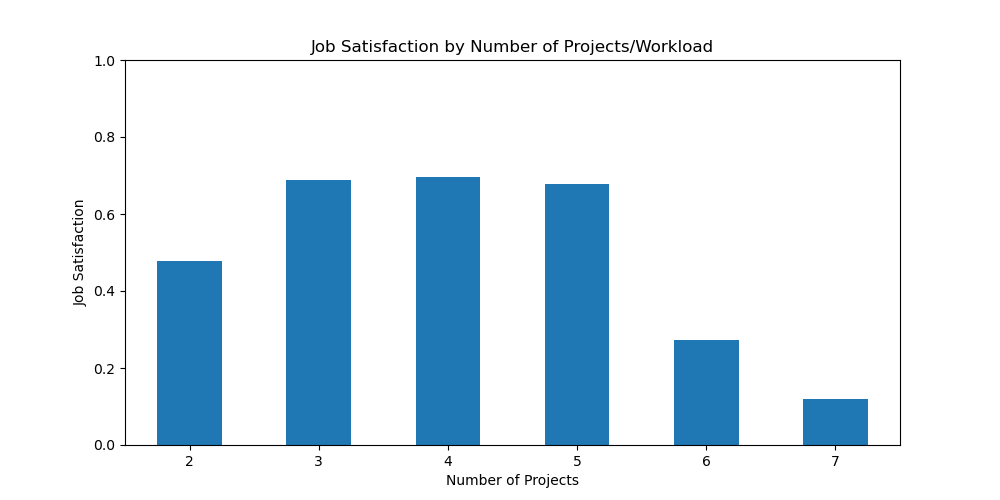 Job Satisfaction by Number of Projects/Workload
1.0
0.8
0.6
0.4
0.2
0.0
Job Satisfaction
2 3 4 5 6 7
Number of Projects